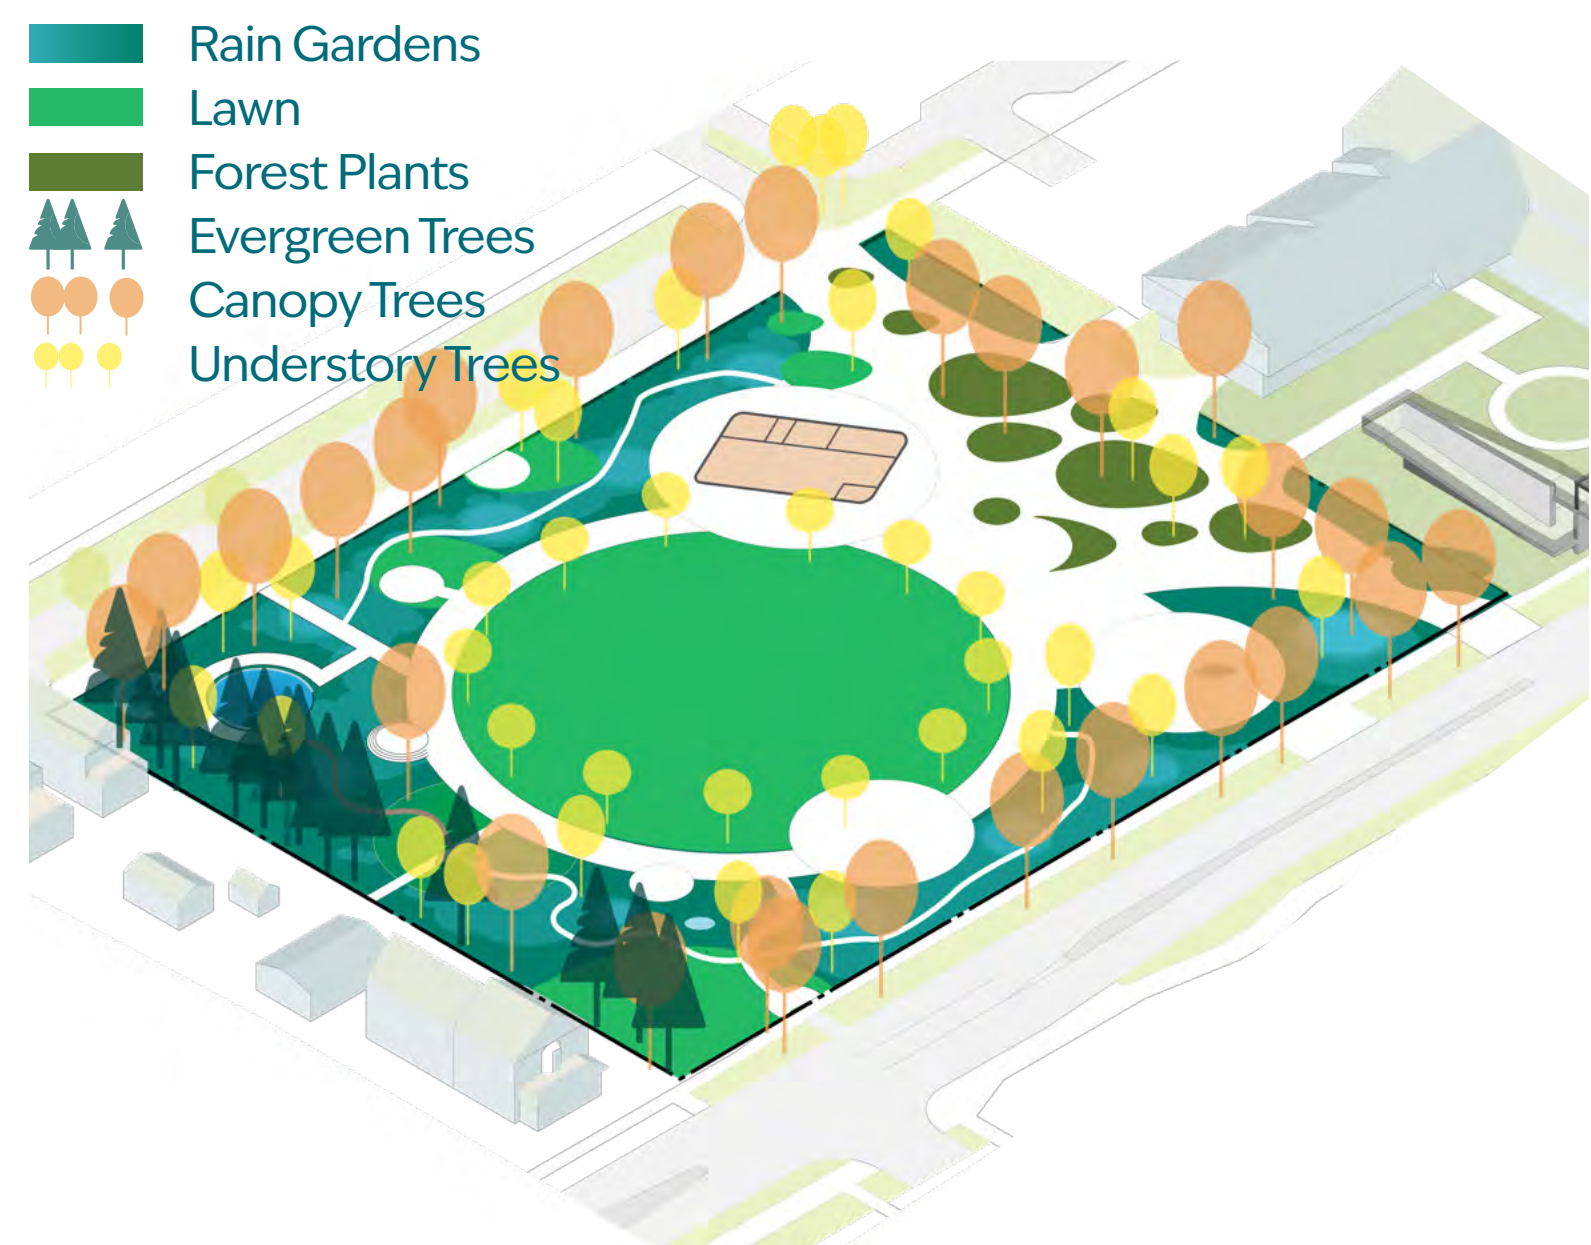 Rain Gardens
Lawn
Forest Plants
Evergreen Trees
Canopy Trees
Understory Trees